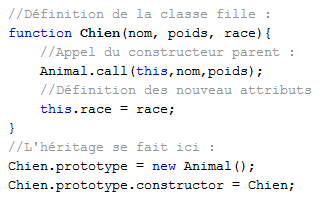 //Définition de la classe fille :
function Chien(nom, poids, race){
    //Appel du constructeur parent :
    Animal.call(this,nom,poids);
    //Définition des nouveau attributs
    this.race = race;
}
//L'héritage se fait ici :
Chien.prototype = new Animal();
Chien.prototype.constructor = Chien;